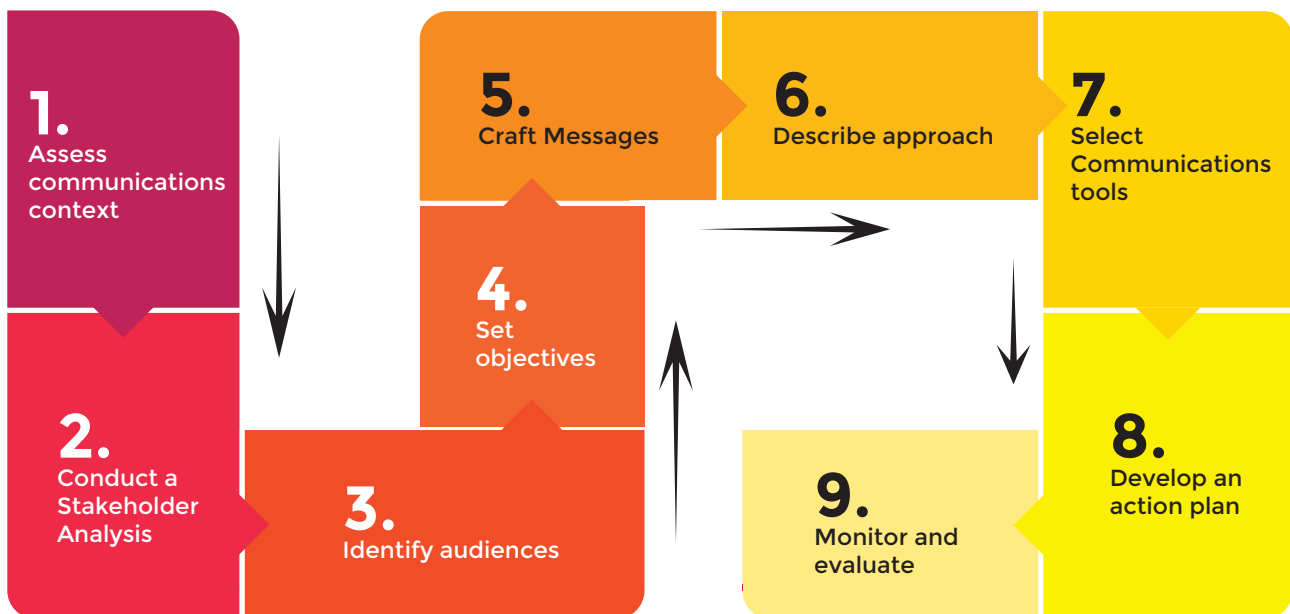 1.
Assess
communications
context
2.
Conduct a
Stakeholder
Analysis
3.
Identify audiences
4.
Set
objectives
5.
Craft Messages
6.
Describe approach
7.
Select
Communications
tools
8.
Develop an
action plan
9.
Monitor and
evaluate